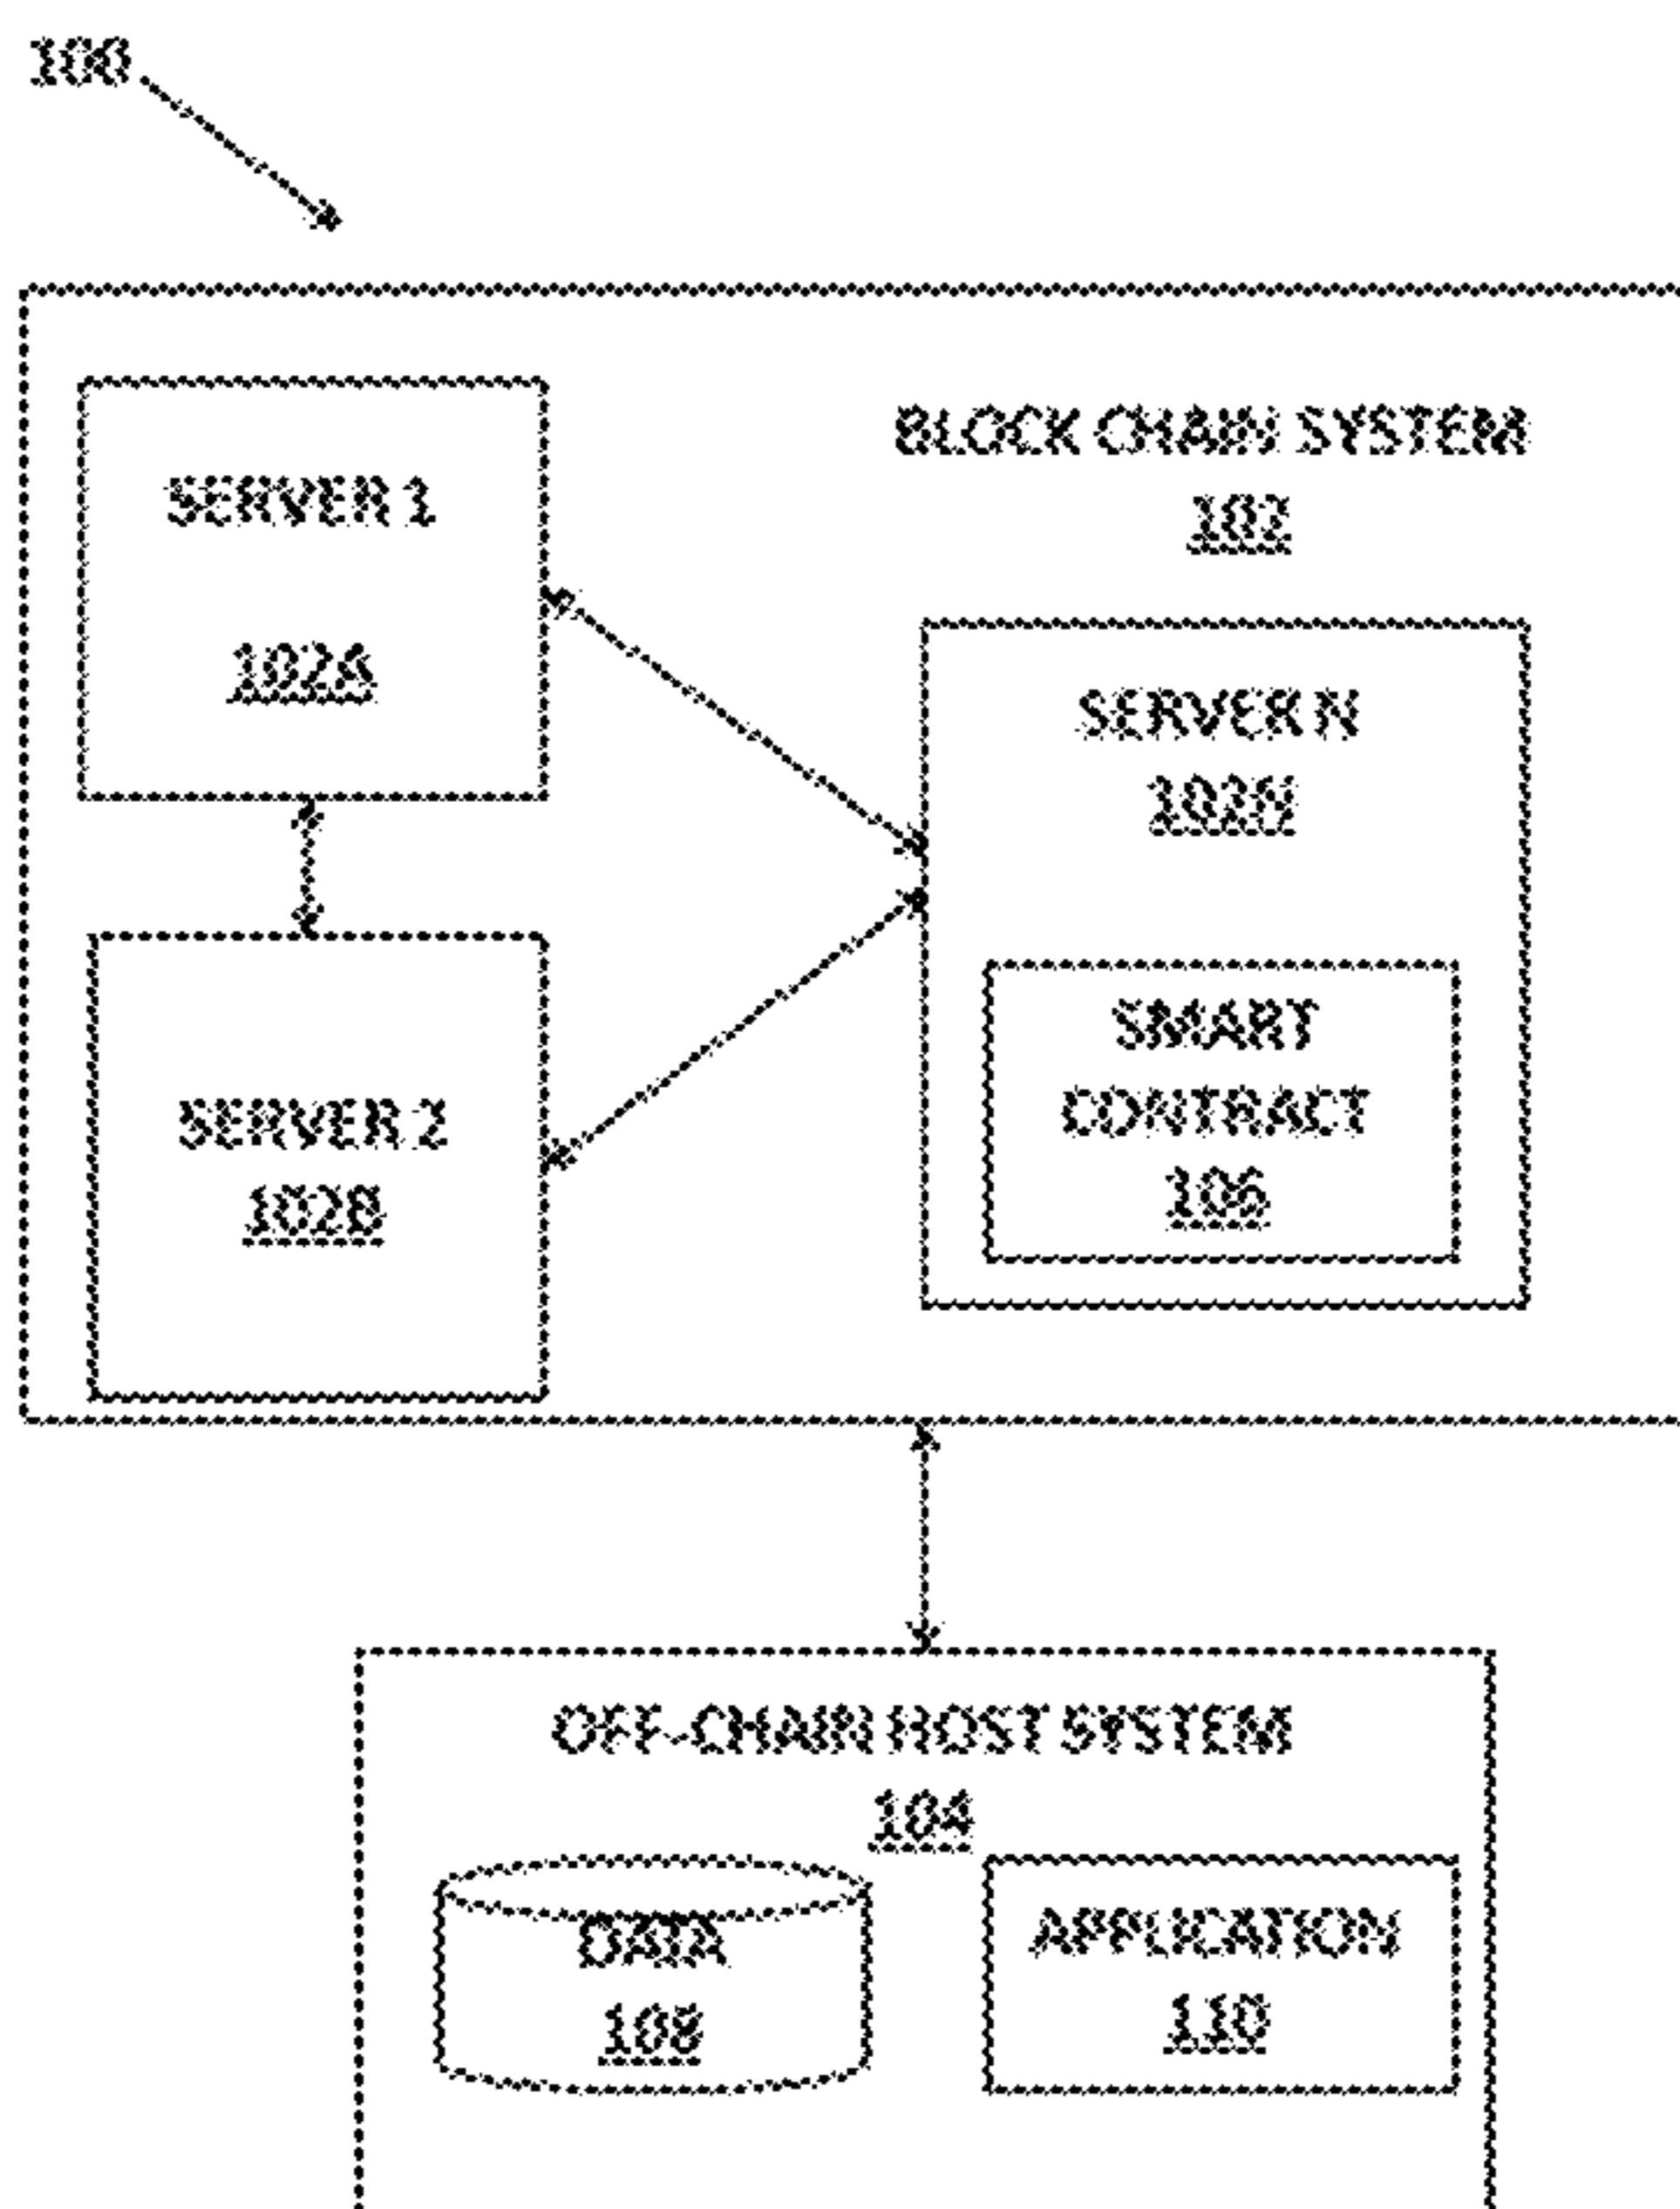 100
BLOCK CHAIN SYSTEM
102
SERVER 1
102A
SERVER N
102N
SERVER 2
102B
SMART
CONTRACT
106
OFF-CHAIN HOST SYSTEM
104
DATA
108
APPLICATION
110